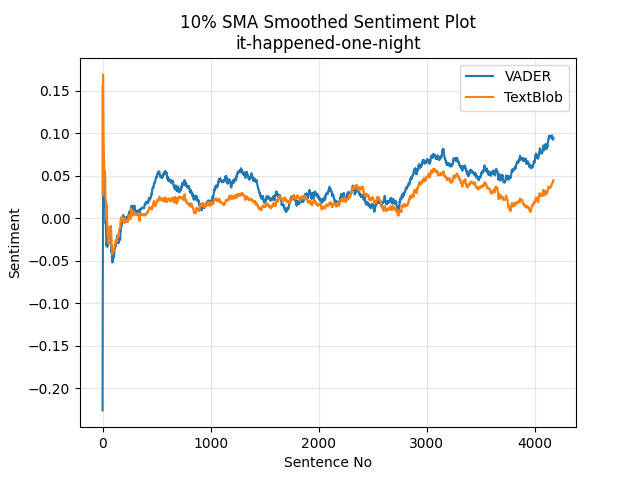 10% SMA Smoothed Sentiment Plot
it-happened-one-night
VADER
TextBlob
0.15
0.10
0.05
0.00
−0.05
−0.10
−0.15
−0.20
Sentiment
0
1000
2000
3000
4000
Sentence No